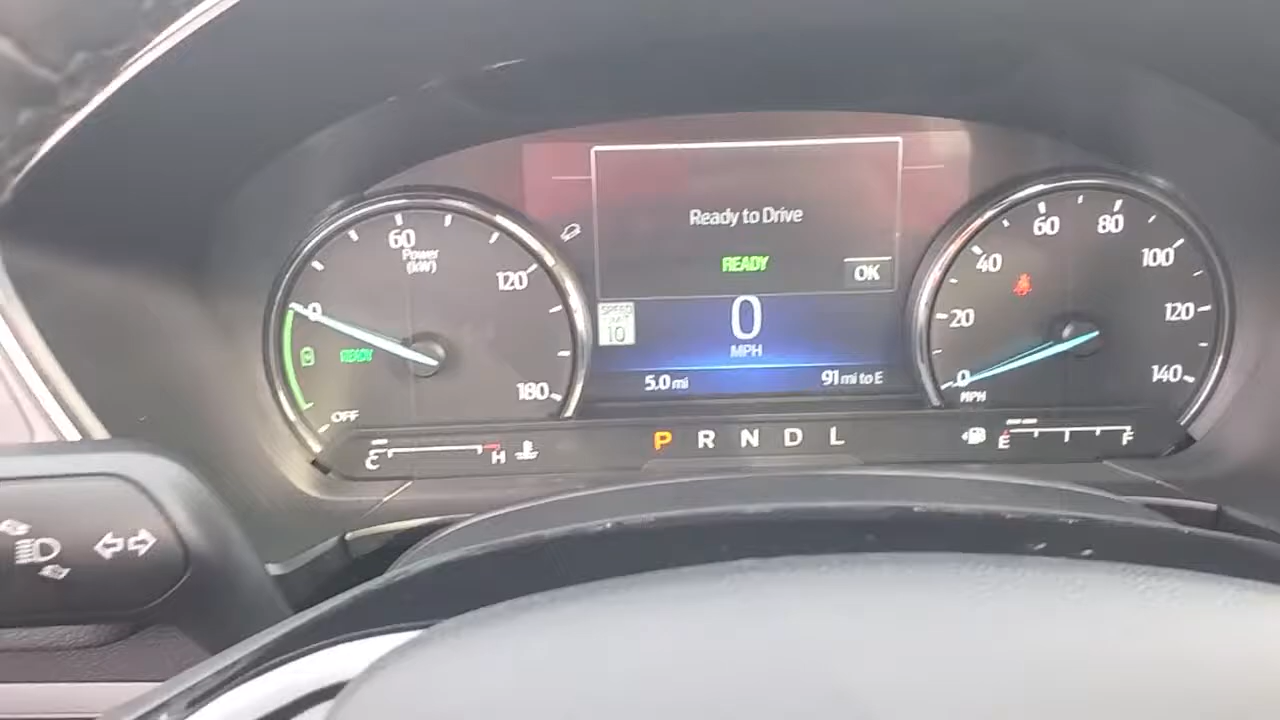 60
Power
(kW)
120
0
READY
180
OFF
C
H
Ready to Drive
READY
OK
SPEED
LIMIT
10
0
MPH
5.0 mi
91 mi to E
P R N D L
0
20
40
60
80
100
120
140
MPH
E
F